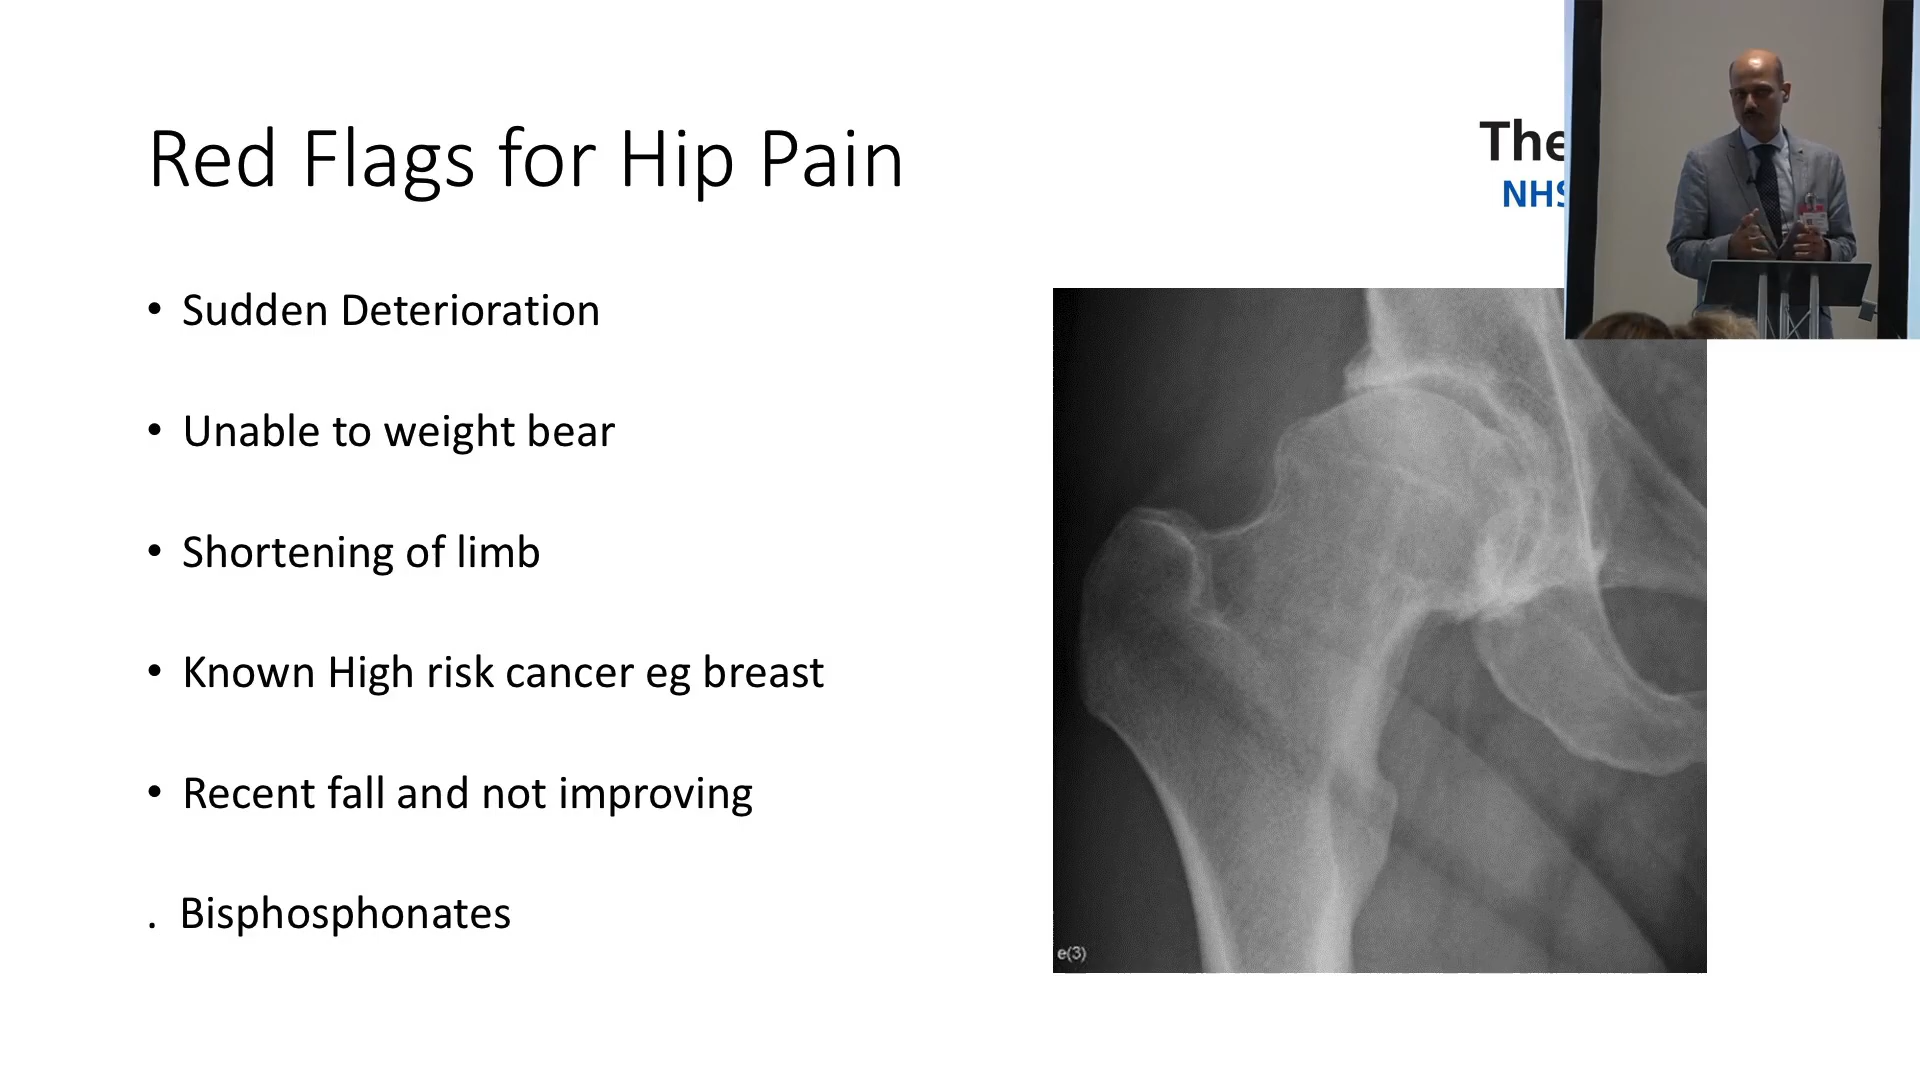 Red Flags for Hip Pain
The
NHS
• Sudden Deterioration
• Unable to weight bear
• Shortening of limb
• Known High risk cancer eg breast
• Recent fall and not improving
. Bisphosphonates
e(3)